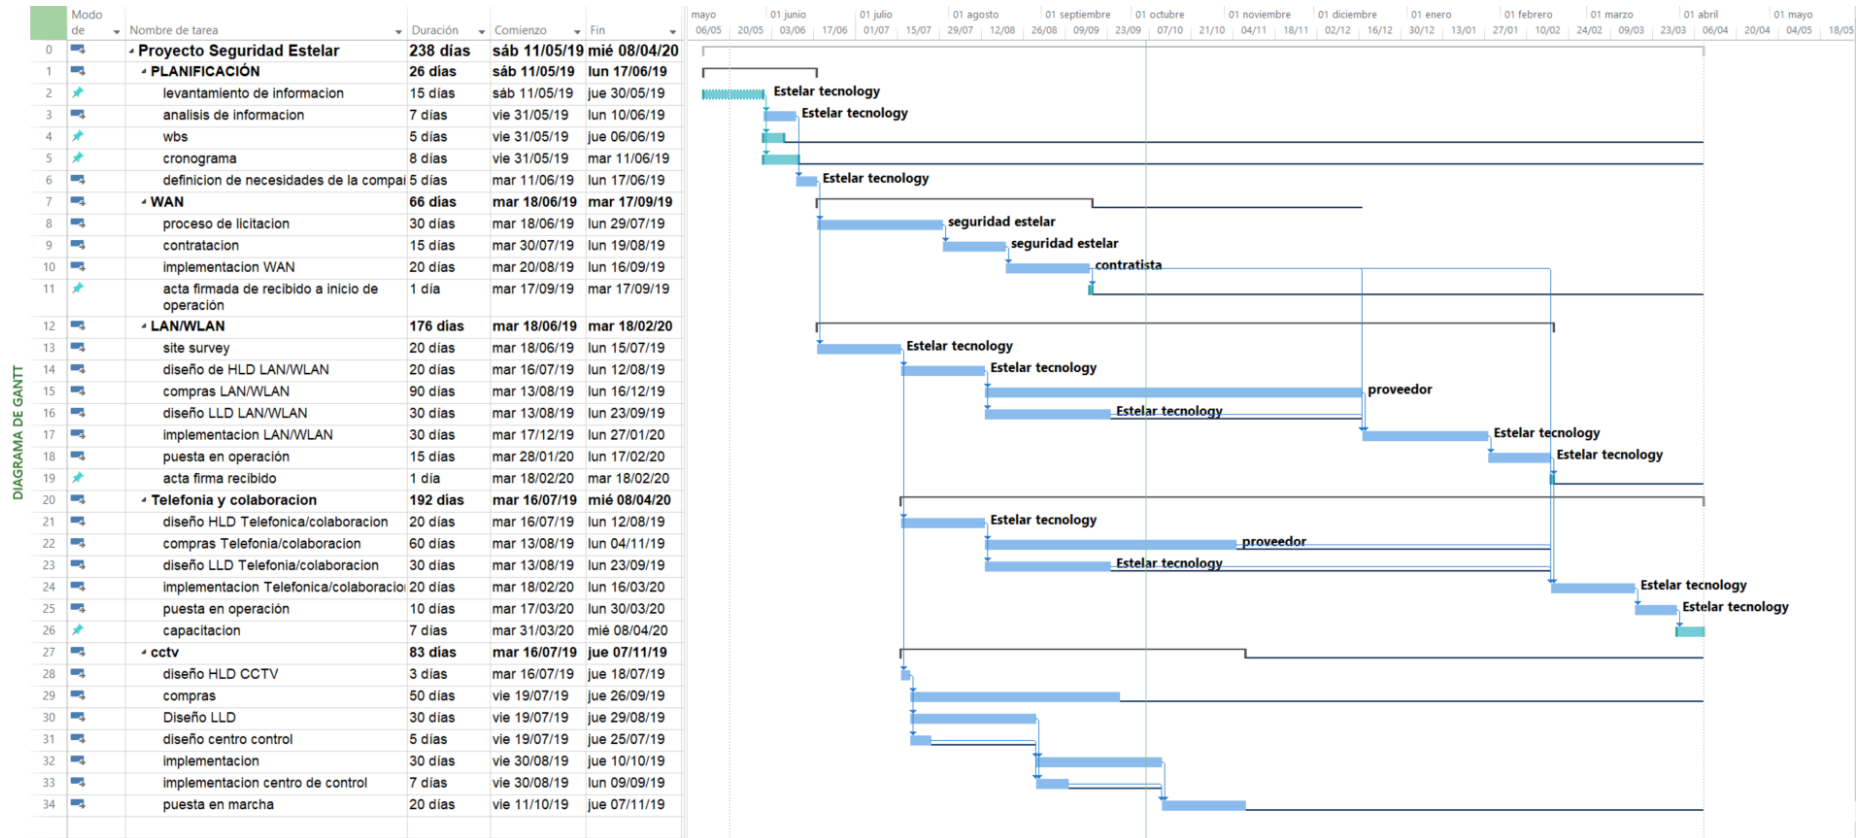 DIAGRAMA DE GANTT
Modo de Nombre de tarea Duración Comienzo Fin
mayo 01 junio 01 julio 01 agosto 01 septiembre 01 octubre 01 noviembre 01 diciembre 01 enero 01 febrero 01 marzo 01 abril 01 mayo
06/05 20/05 03/06 17/06 01/07 15/07 29/07 12/08 26/08 09/09 23/09 07/10 21/10 04/11 18/11 02/12 16/12 30/12 13/01 27/01 10/02 24/02 09/03 23/03 06/04 20/04 04/05 18/05
0 Proyecto Seguridad Estelar 238 días sáb 11/05/19 mié 08/04/20
1 PLANIFICACIÓN 26 días sáb 11/05/19 lun 17/06/19
2 levantamiento de informacion 15 días sáb 11/05/19 jue 30/05/19 Estelar tecnology
3 analisis de informacion 7 días vie 31/05/19 lun 10/06/19 Estelar tecnology
4 wbs 5 días vie 31/05/19 jue 06/06/19
5 cronograma 8 días vie 31/05/19 mar 11/06/19
6 definicion de necesidades de la compañ 5 días mar 11/06/19 lun 17/06/19 Estelar tecnology
7 WAN 66 días mar 18/06/19 mar 17/09/19
8 proceso de licitacion 30 días mar 18/06/19 lun 29/07/19 seguridad estelar
9 contratacion 15 días mar 30/07/19 lun 19/08/19 seguridad estelar
10 implementacion WAN 20 días mar 20/08/19 lun 16/09/19 contratista
11 acta firmada de recibido a inicio de 1 día mar 17/09/19 mar 17/09/19
operación
12 LAN/WLAN 176 días mar 18/06/19 mar 18/02/20
13 site survey 20 días mar 18/06/19 lun 15/07/19 Estelar tecnology
14 diseño de HLD LAN/WLAN 20 días mar 16/07/19 lun 12/08/19 Estelar tecnology
15 compras LAN/WLAN 90 días mar 13/08/19 lun 16/12/19 proveedor
16 diseño LLD LAN/WLAN 30 días mar 13/08/19 lun 23/09/19 Estelar tecnology
17 implementacion LAN/WLAN 30 días mar 17/12/19 lun 27/01/20 Estelar tecnology
18 puesta en operación 15 días mar 28/01/20 lun 17/02/20 Estelar tecnology
19 acta firma recibido 1 día mar 18/02/20 mar 18/02/20
20 Telefonia y colaboracion 192 días mar 16/07/19 mié 08/04/20
21 diseño HLD Telefonica/colaboracion 20 días mar 16/07/19 lun 12/08/19 Estelar tecnology
22 compras Telefonia/colaboracion 60 días mar 13/08/19 lun 04/11/19 proveedor
23 diseño LLD Telefonia/colaboracion 30 días mar 13/08/19 lun 23/09/19 Estelar tecnology
24 implementacion Telefonica/colaboracion 20 días mar 18/02/20 lun 16/03/20 Estelar tecnology
25 puesta en operación 10 días mar 17/03/20 lun 30/03/20 Estelar tecnology
26 capacitacion 7 días mar 31/03/20 mié 08/04/20
27 cctv 83 días mar 16/07/19 jue 07/11/19
28 diseño HLD CCTV 3 días mar 16/07/19 jue 18/07/19
29 compras 50 días vie 19/07/19 jue 26/09/19
30 Diseño LLD 30 días vie 19/07/19 jue 29/08/19
31 diseño centro control 5 días vie 19/07/19 jue 25/07/19
32 implementacion 30 días vie 30/08/19 jue 10/10/19
33 implementacion centro de control 7 días vie 30/08/19 lun 09/09/19
34 puesta en marcha 20 días vie 11/10/19 jue 07/11/19